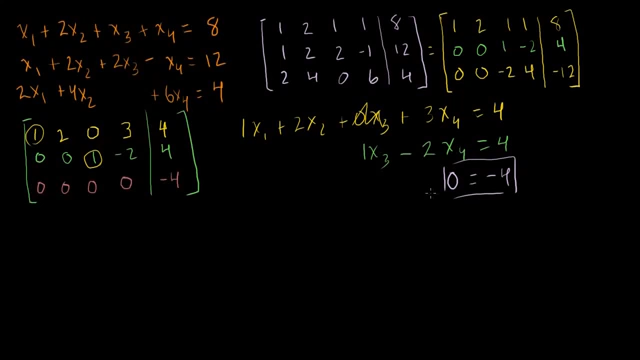 x₁ + 2x₂ + x₃ + x₄ = 8
x₁ + 2x₂ + 2x₃ - x₄ = 12
2x₁ + 4x₂ + 6x₄ = 4
1 2 1 1 | 8
1 2 2 -1 | 12
2 4 0 6 | 4
=
1 2 1 1 | 8
0 0 1 -2 | 4
0 0 -2 4 | -12
1 2 0 3 | 4
0 0 1 -2 | 4
0 0 0 0 | -4
1x₁ + 2x₂ + 0x₃ + 3x₄ = 4
1x₃ - 2x₄ = 4
10 = -4